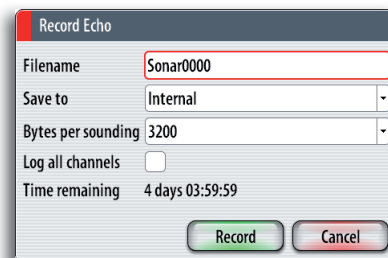 Record Echo
Filename Sonar0000
Save to Internal
Bytes per sounding 3200
Log all channels
Time remaining 4 days 03:59:59
Record Cancel